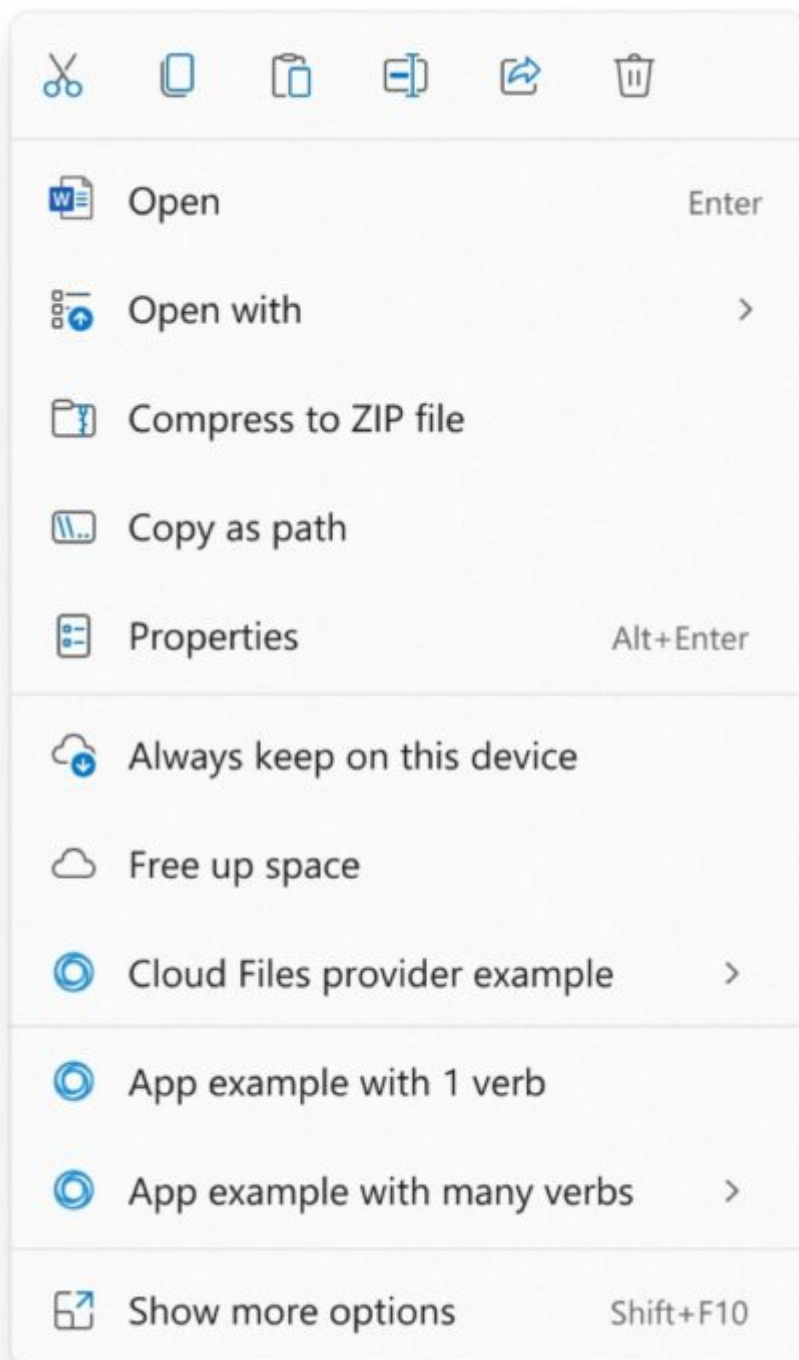 Open Enter
Open with
Compress to ZIP file
Copy as path
Properties Alt+Enter
Always keep on this device
Free up space
Cloud Files provider example
App example with 1 verb
App example with many verbs
Show more options Shift+F10